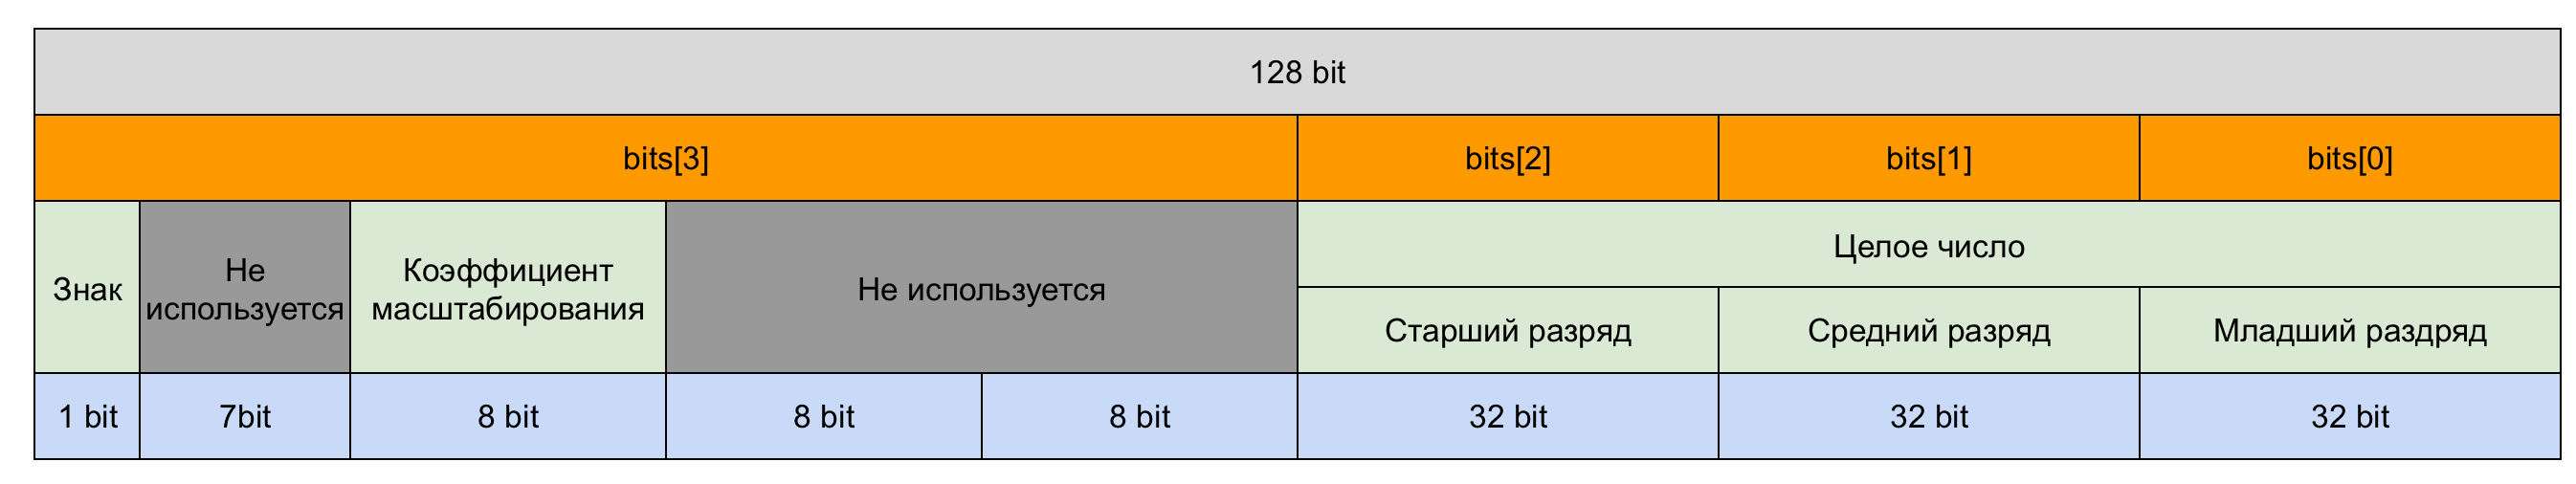 128 bit
bits[3]
bits[2]
bits[1]
bits[0]
Знак
Не
используется
Коэффициент
масштабирования
Не используется
Целое число
Старший разряд
Средний разряд
Младший раздряд
1 bit
7bit
8 bit
8 bit
8 bit
32 bit
32 bit
32 bit